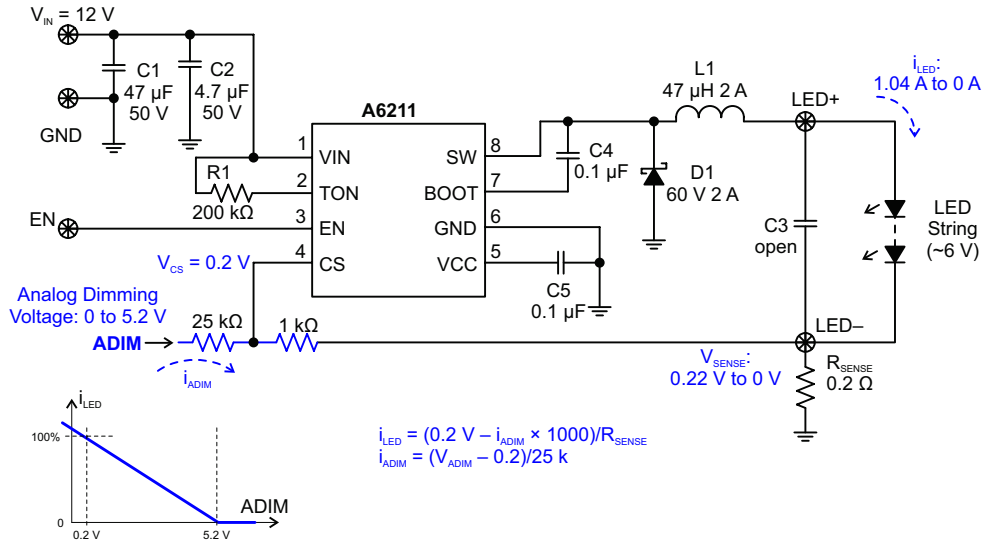 V_IN = 12 V
GND
C1
47 µF
50 V
C2
4.7 µF
50 V
A6211
R1
200 kΩ
EN
1
VIN
2
TON
3
EN
4
CS
8
SW
7
BOOT
6
GND
5
VCC
C4
0.1 µF
C5
0.1 µF
D1
60 V 2 A
L1
47 µH 2 A
LED+
i_LED:
1.04 A to 0 A
C3
open
LED
String
(~6 V)
LED–
V_CS = 0.2 V
Analog Dimming
Voltage: 0 to 5.2 V
ADIM
25 kΩ
1 kΩ
i_ADIM
V_SENSE:
0.22 V to 0 V
R_SENSE
0.2 Ω
i_LED = (0.2 V – i_ADIM × 1000)/R_SENSE
i_ADIM = (V_ADIM – 0.2)/25 k
i_LED
100%
0
0.2 V
5.2 V
ADIM